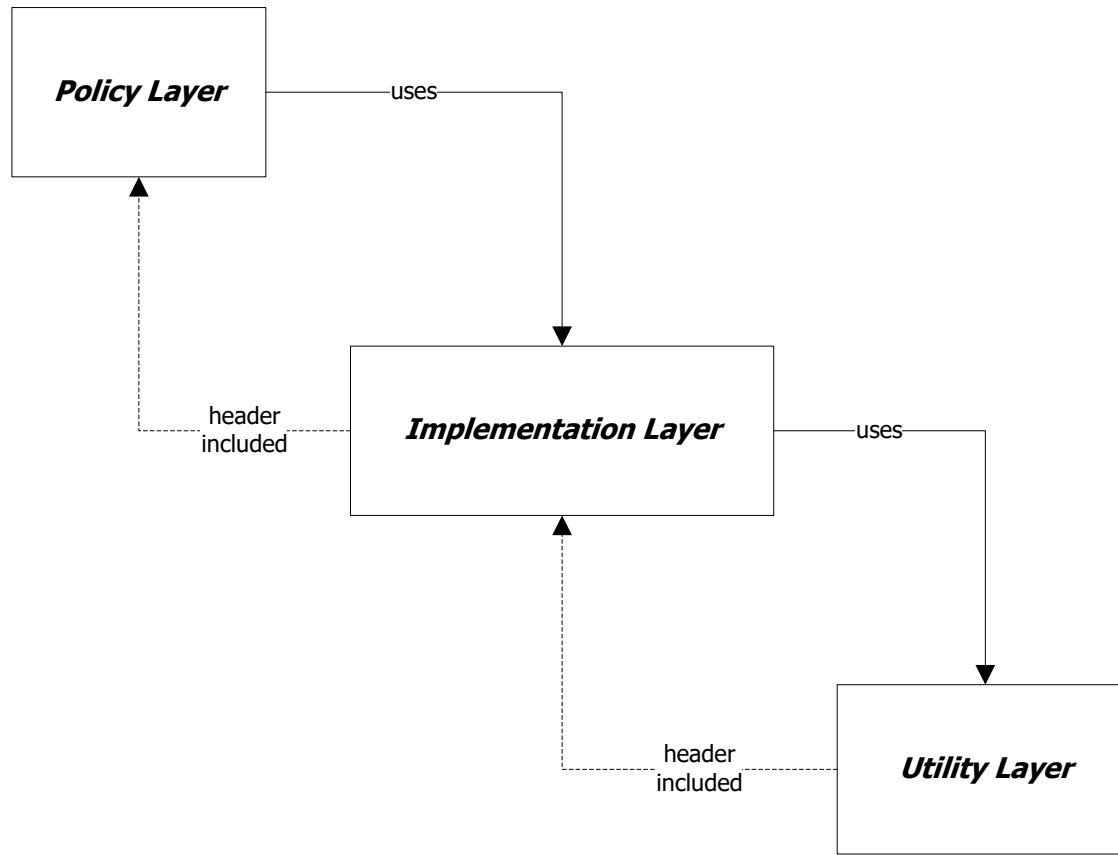 Policy Layer
uses
header
included
Implementation Layer
uses
header
included
Utility Layer